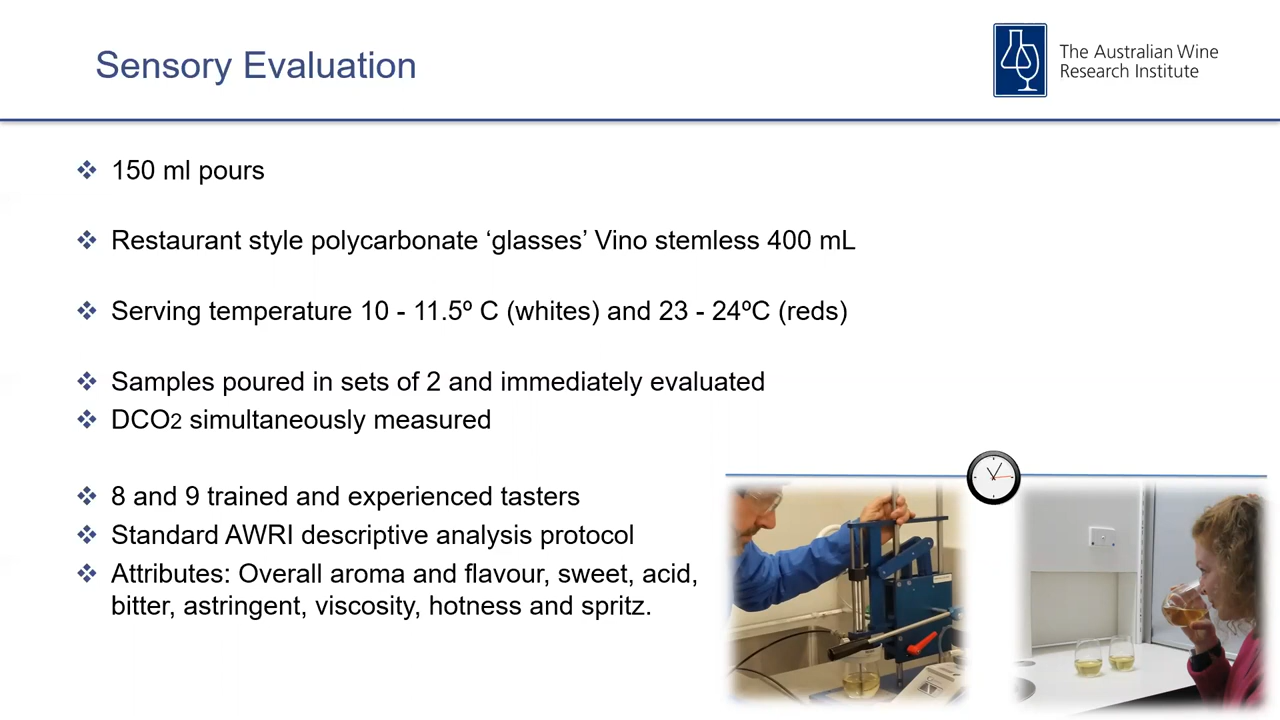 Sensory Evaluation
The Australian Wine
Research Institute
150 ml pours
Restaurant style polycarbonate ‘glasses’ Vino stemless 400 mL
Serving temperature 10 - 11.5º C (whites) and 23 - 24ºC (reds)
Samples poured in sets of 2 and immediately evaluated
DCO2 simultaneously measured
8 and 9 trained and experienced tasters
Standard AWRI descriptive analysis protocol
Attributes: Overall aroma and flavour, sweet, acid,
bitter, astringent, viscosity, hotness and spritz.